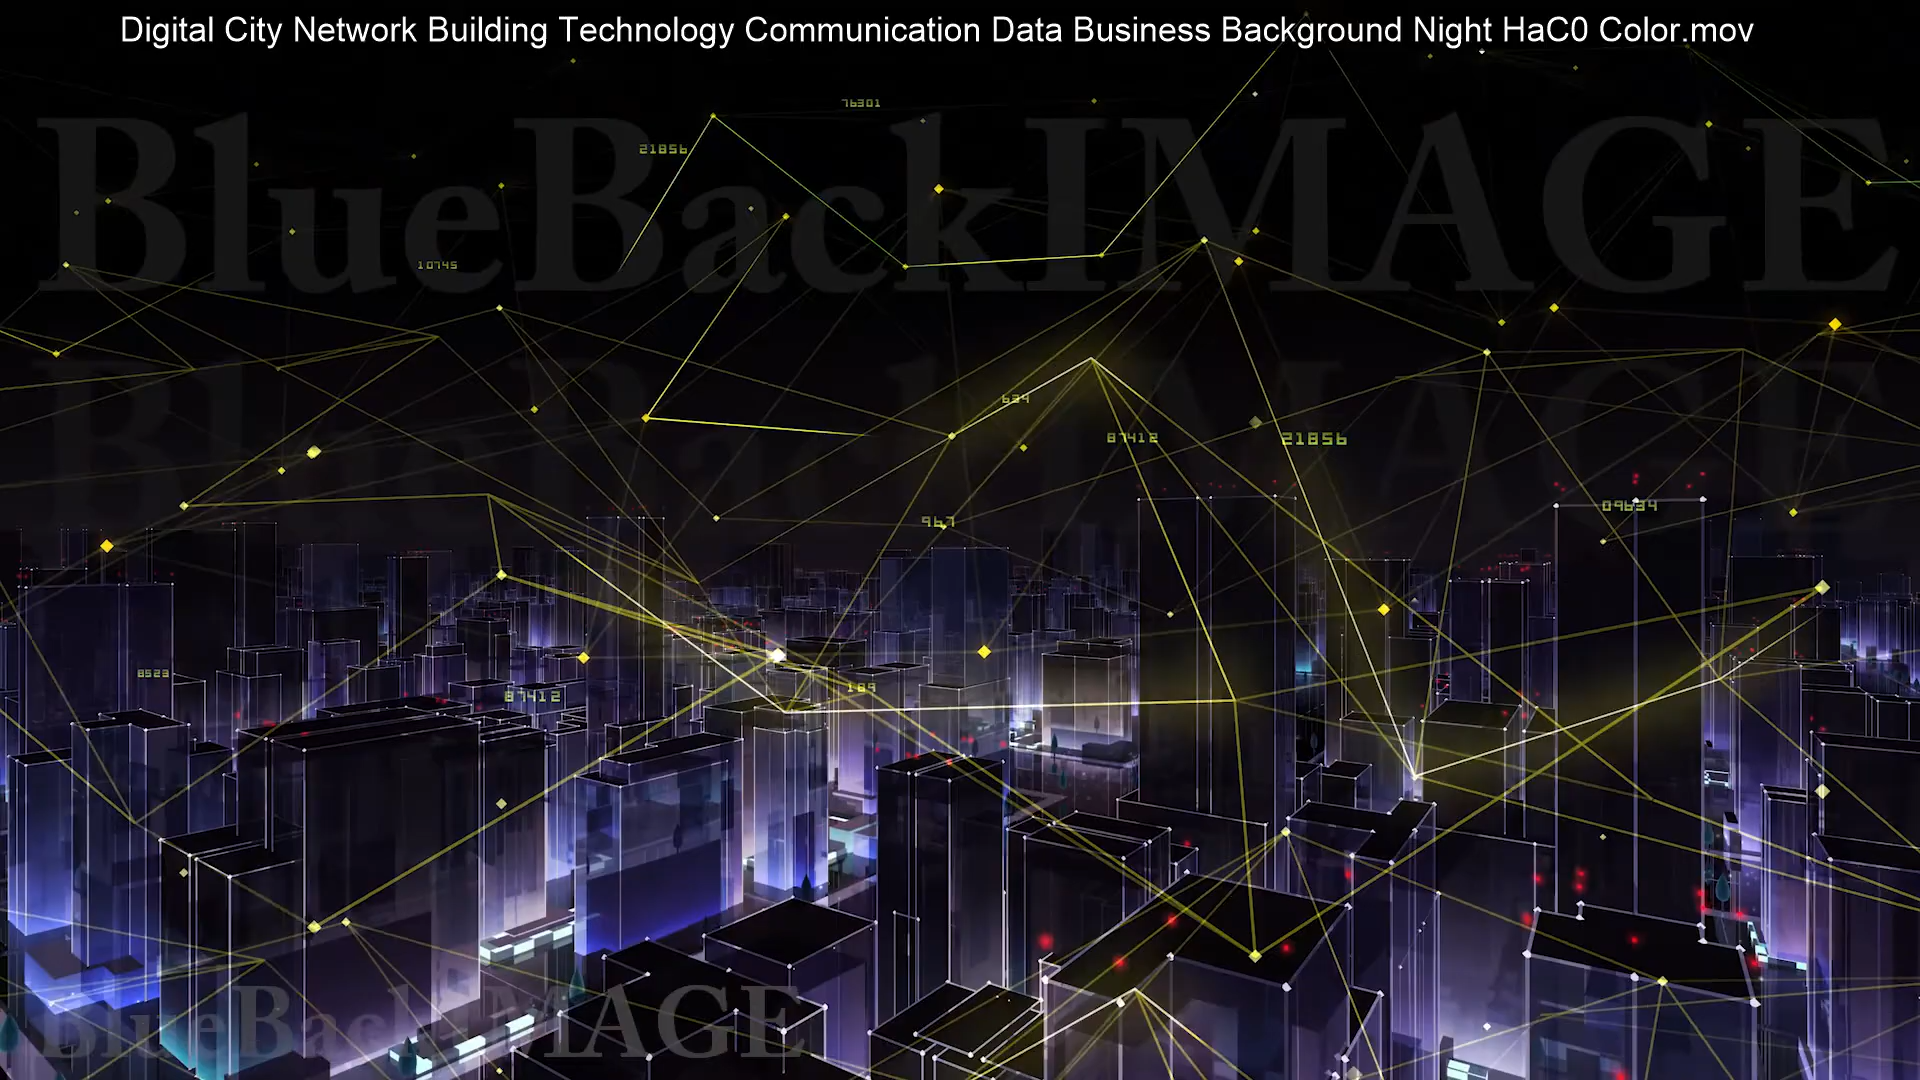 Digital City Network Building Technology Communication Data Business Background Night HaC0 Color.mov
76301
21856
BlueBackIMAGE
10745
BlueBackIMAGE
634
87412
21856
09634
967
8523
87412
189
BlueBackIMAGE